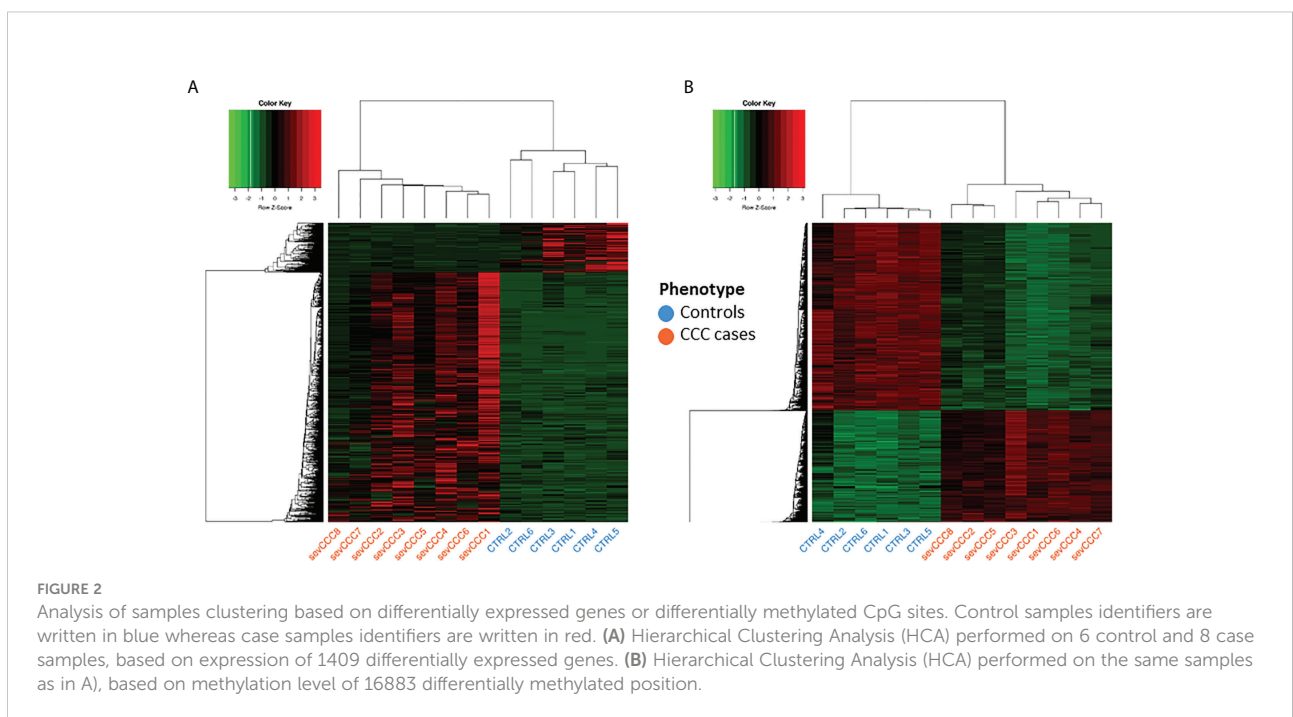 A
B
Color Key
Color Key
-3 -2 -1 0 1 2 3
-3 -2 -1 0 1 2 3
Row Z-Score
Row Z-Score
Phenotype
Controls
CCC cases
sevCCC8
sevCCC7
sevCCC2
sevCCC3
sevCCC5
sevCCC4
sevCCC6
sevCCC1
CTRL2
CTRL6
CTRL3
CTRL1
CTRL4
CTRL5
CTRL4
CTRL2
CTRL6
CTRL1
CTRL3
CTRL5
sevCCC8
sevCCC2
sevCCC5
sevCCC3
sevCCC1
sevCCC6
sevCCC4
sevCCC7
FIGURE 2
Analysis of samples clustering based on differentially expressed genes or differentially methylated CpG sites. Control samples identifiers are
written in blue whereas case samples identifiers are written in red. (A) Hierarchical Clustering Analysis (HCA) performed on 6 control and 8 case
samples, based on expression of 1409 differentially expressed genes. (B) Hierarchical Clustering Analysis (HCA) performed on the same samples
as in A), based on methylation level of 16883 differentially methylated position.